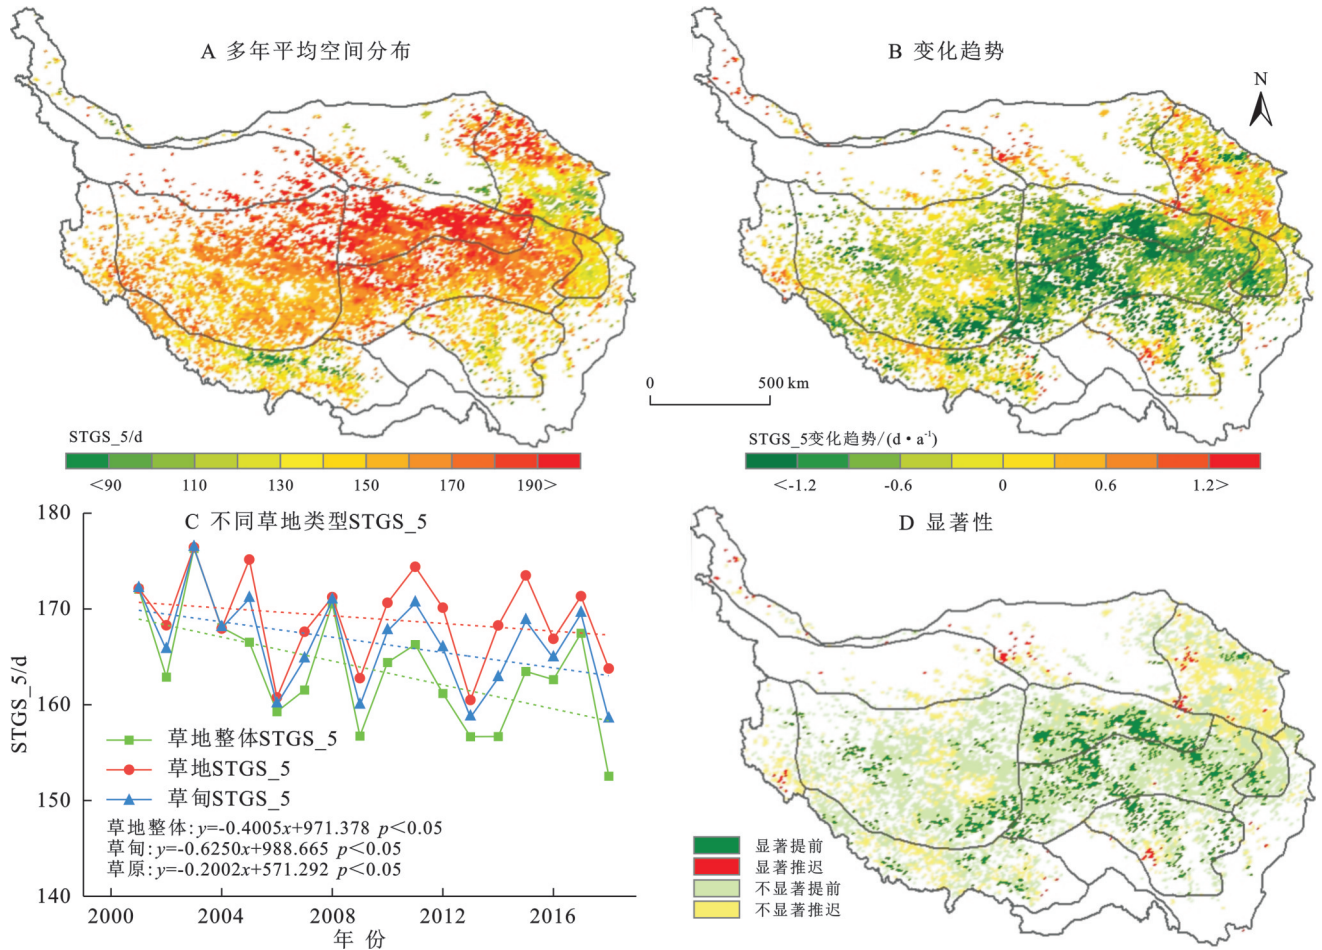 A 多年平均空间分布
B 变化趋势
N
0 500 km
STGS_5/d
<90 110 130 150 170 190>
STGS_5变化趋势/(d·a⁻¹)
<-1.2 -0.6 0 0.6 1.2>
C 不同草地类型STGS_5
180
170
160
150
140
STGS_5/d
草地整体STGS_5
草地STGS_5
草甸STGS_5
草地整体:y=-0.4005x+971.378 p<0.05
草甸:y=-0.6250x+988.665 p<0.05
草原:y=-0.2002x+571.292 p<0.05
2000 2004 2008 2012 2016
年 份
D 显著性
显著提前
显著推迟
不显著提前
不显著推迟